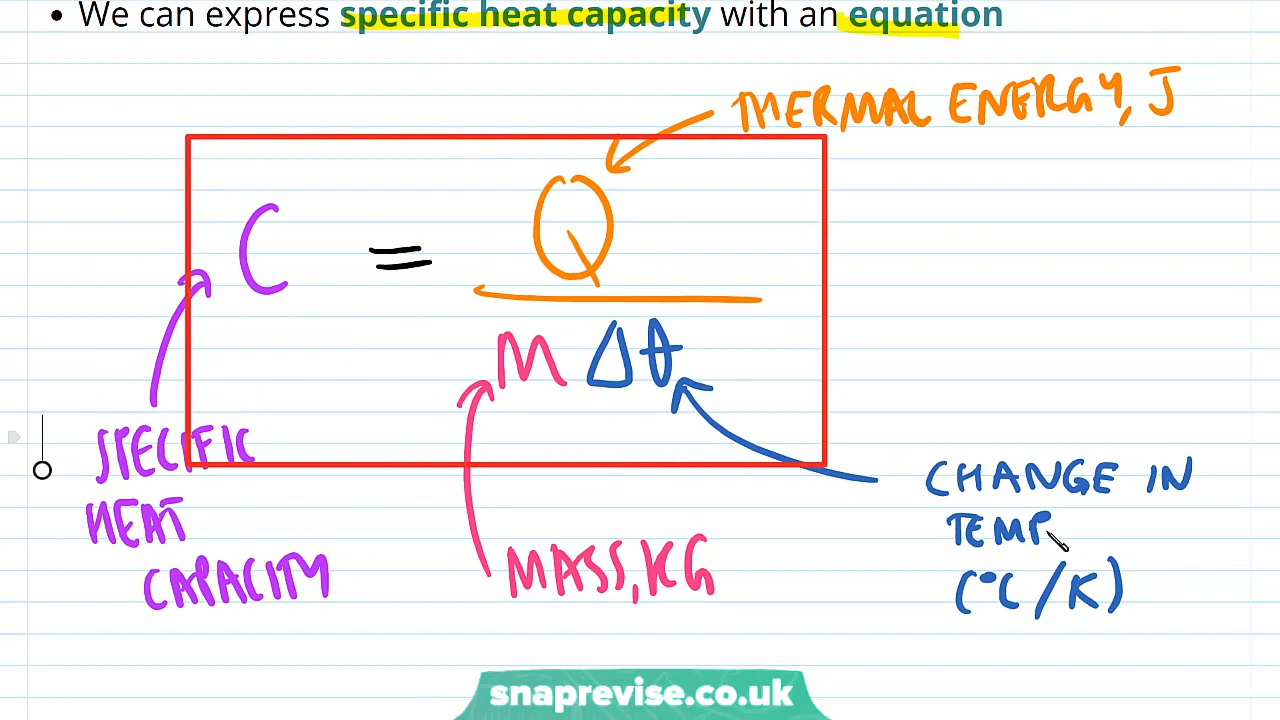 • We can express specific heat capacity with an equation
THERMAL ENERGY, J
C = Q
M Δθ
SPECIFIC
HEAT
CAPACITY
MASS, KG
CHANGE IN
TEMP
(°C/K)
snaprevise.co.uk